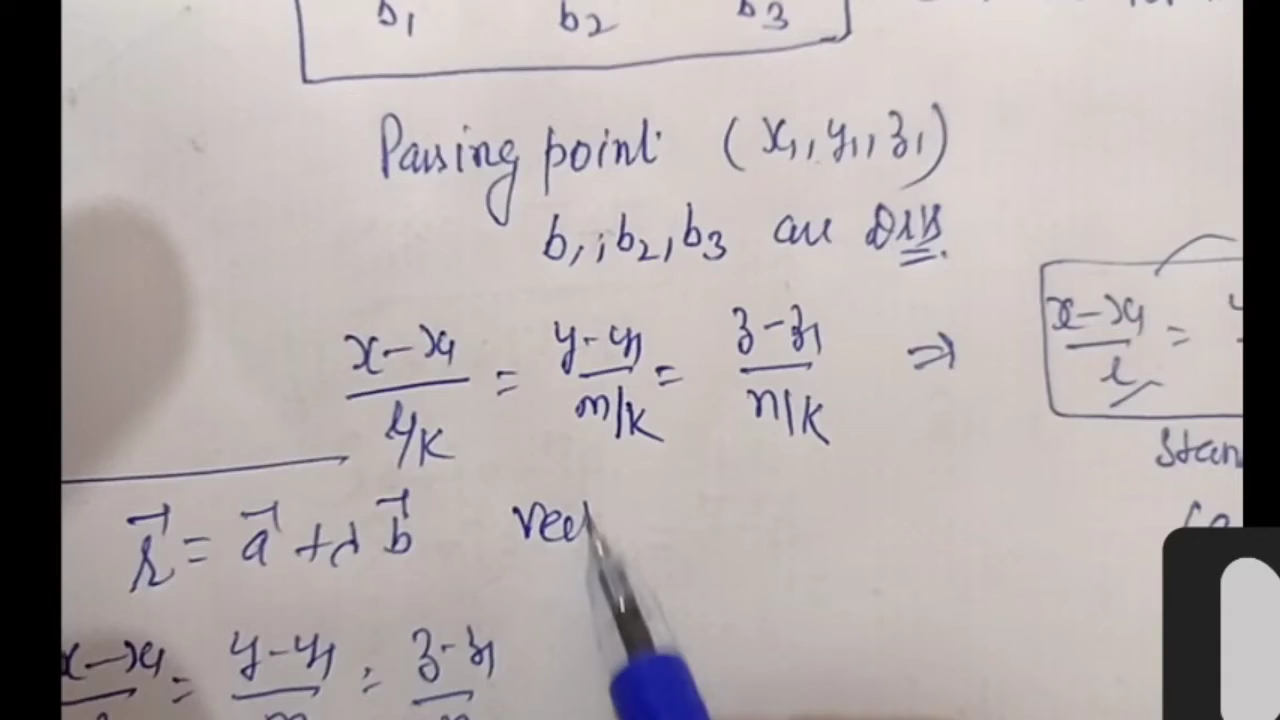 b₁ b₂ b₃
Passing point (x₁, y₁, z₁)
b₁, b₂, b₃ are DRs.
(x-x₁)/(l/k) = (y-y₁)/(m/k) = (z-z₁)/(n/k) ⇒ (x-x₁)/l =
r⃗ = a⃗ + λ b⃗ vec
x-x₁ = y-y₁ = z-z₁